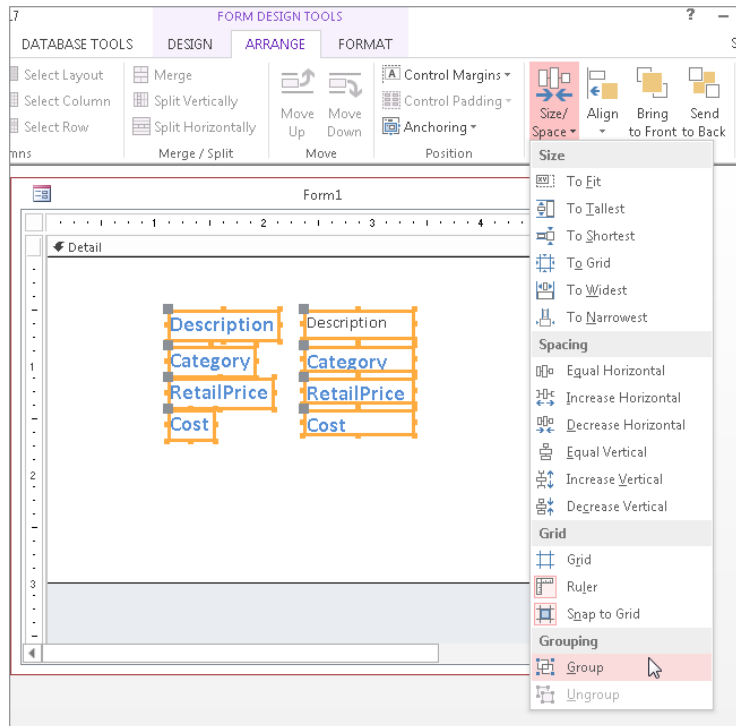 .7 FORM DESIGN TOOLS ? –
DATABASE TOOLS DESIGN ARRANGE FORMAT S
Select Layout
Select Column
Select Row
mns
Merge
Split Vertically
Split Horizontally
Merge / Split
Move Up
Move Down
Move
A Control Margins
Control Padding
Anchoring
Position
Size/
Space
Align
Bring
to Front
Send
to Back
Form1
1 2 3 4
Detail
1
2
3
Description Description
Category Category
RetailPrice RetailPrice
Cost Cost
Size
To Fit
To Tallest
To Shortest
To Grid
To Widest
To Narrowest
Spacing
Equal Horizontal
Increase Horizontal
Decrease Horizontal
Equal Vertical
Increase Vertical
Decrease Vertical
Grid
Grid
Ruler
Snap to Grid
Grouping
Group
Ungroup